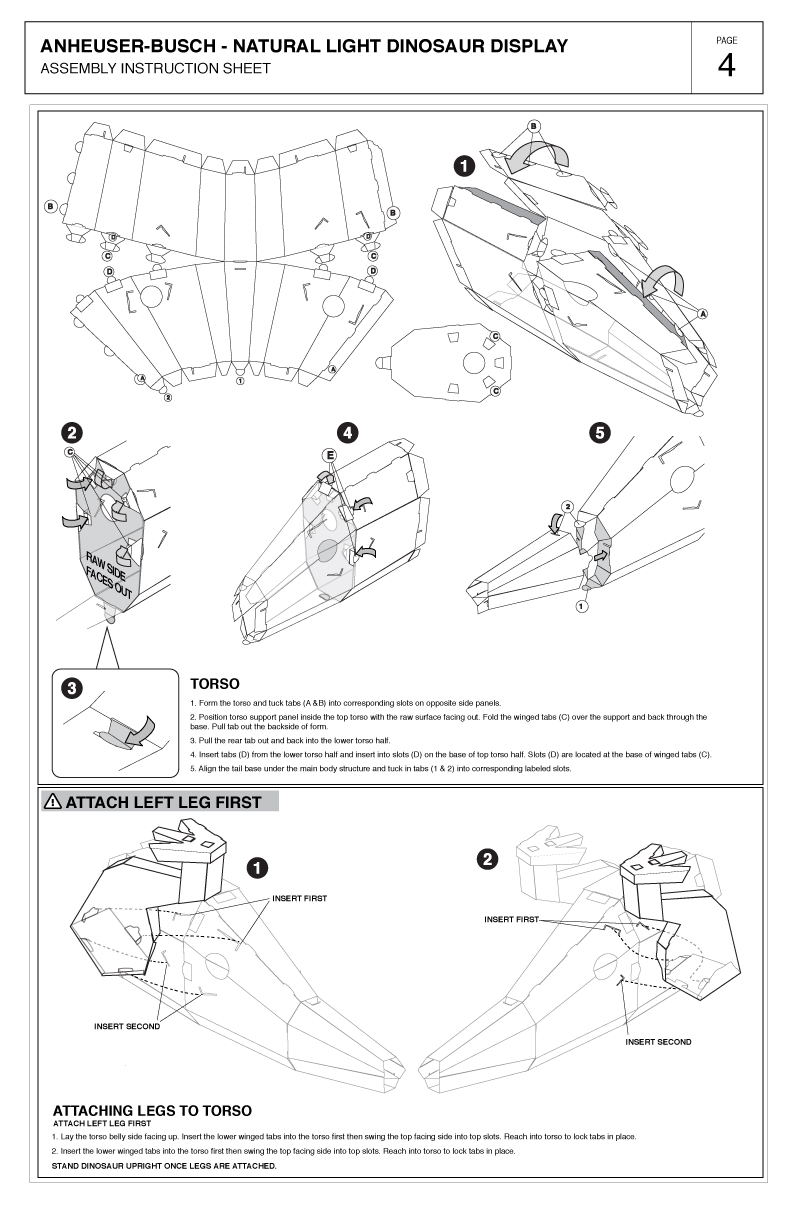 ANHEUSER-BUSCH - NATURAL LIGHT DINOSAUR DISPLAY
ASSEMBLY INSTRUCTION SHEET
PAGE
4
B
B
D
D
C
C
D
D
A
A
2
1
C
C
1
B
A
2
C
RAW SIDE
FACES OUT
4
E
5
2
1
3
TORSO
1. Form the torso and tuck tabs (A &B) into corresponding slots on opposite side panels.
2. Position torso support panel inside the top torso with the raw surface facing out. Fold the winged tabs (C) over the support and back through the
base. Pull tab out the backside of form.
3. Pull the rear tab out and back into the lower torso half.
4. Insert tabs (D) from the lower torso half and insert into slots (D) on the base of top torso half. Slots (D) are located at the base of winged tabs (C).
5. Align the tail base under the main body structure and tuck in tabs (1 & 2) into corresponding labeled slots.
ATTACH LEFT LEG FIRST
1
INSERT FIRST
INSERT SECOND
2
INSERT FIRST
INSERT SECOND
ATTACHING LEGS TO TORSO
ATTACH LEFT LEG FIRST
1. Lay the torso belly side facing up. Insert the lower winged tabs into the torso first then swing the top facing side into top slots. Reach into torso to lock tabs in place.
2. Insert the lower winged tabs into the torso first then swing the top facing side into top slots. Reach into torso to lock tabs in place.
STAND DINOSAUR UPRIGHT ONCE LEGS ARE ATTACHED.